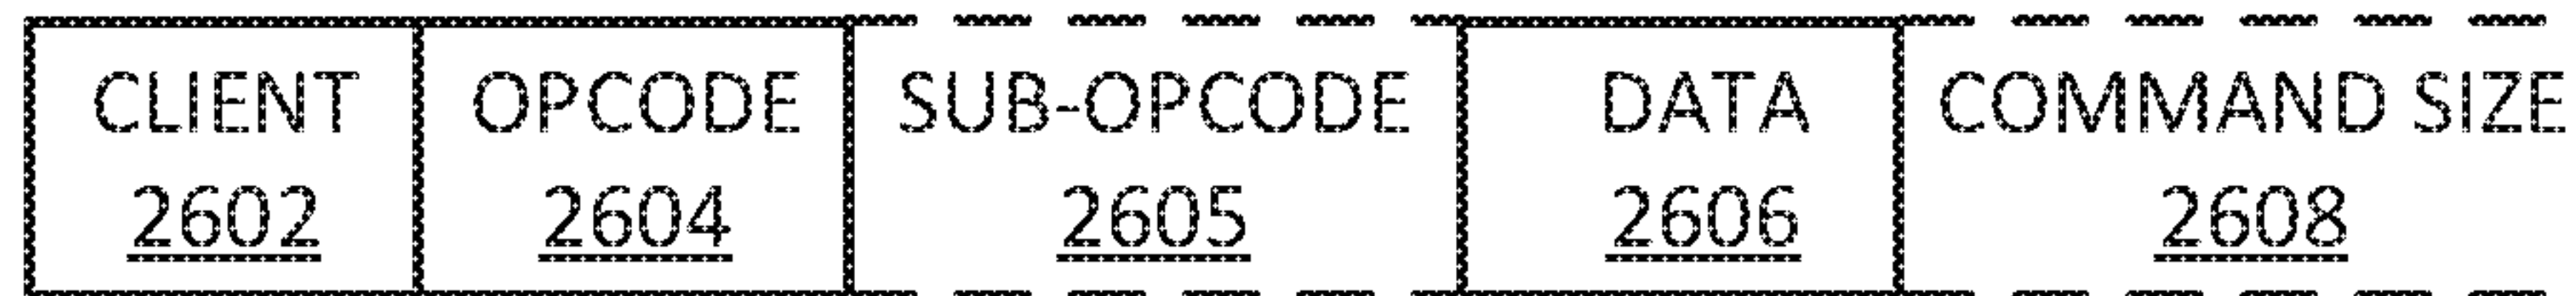 CLIENT OPCODE SUB-OPCODE DATA COMMAND SIZE
2602 2604 2605 2606 2608